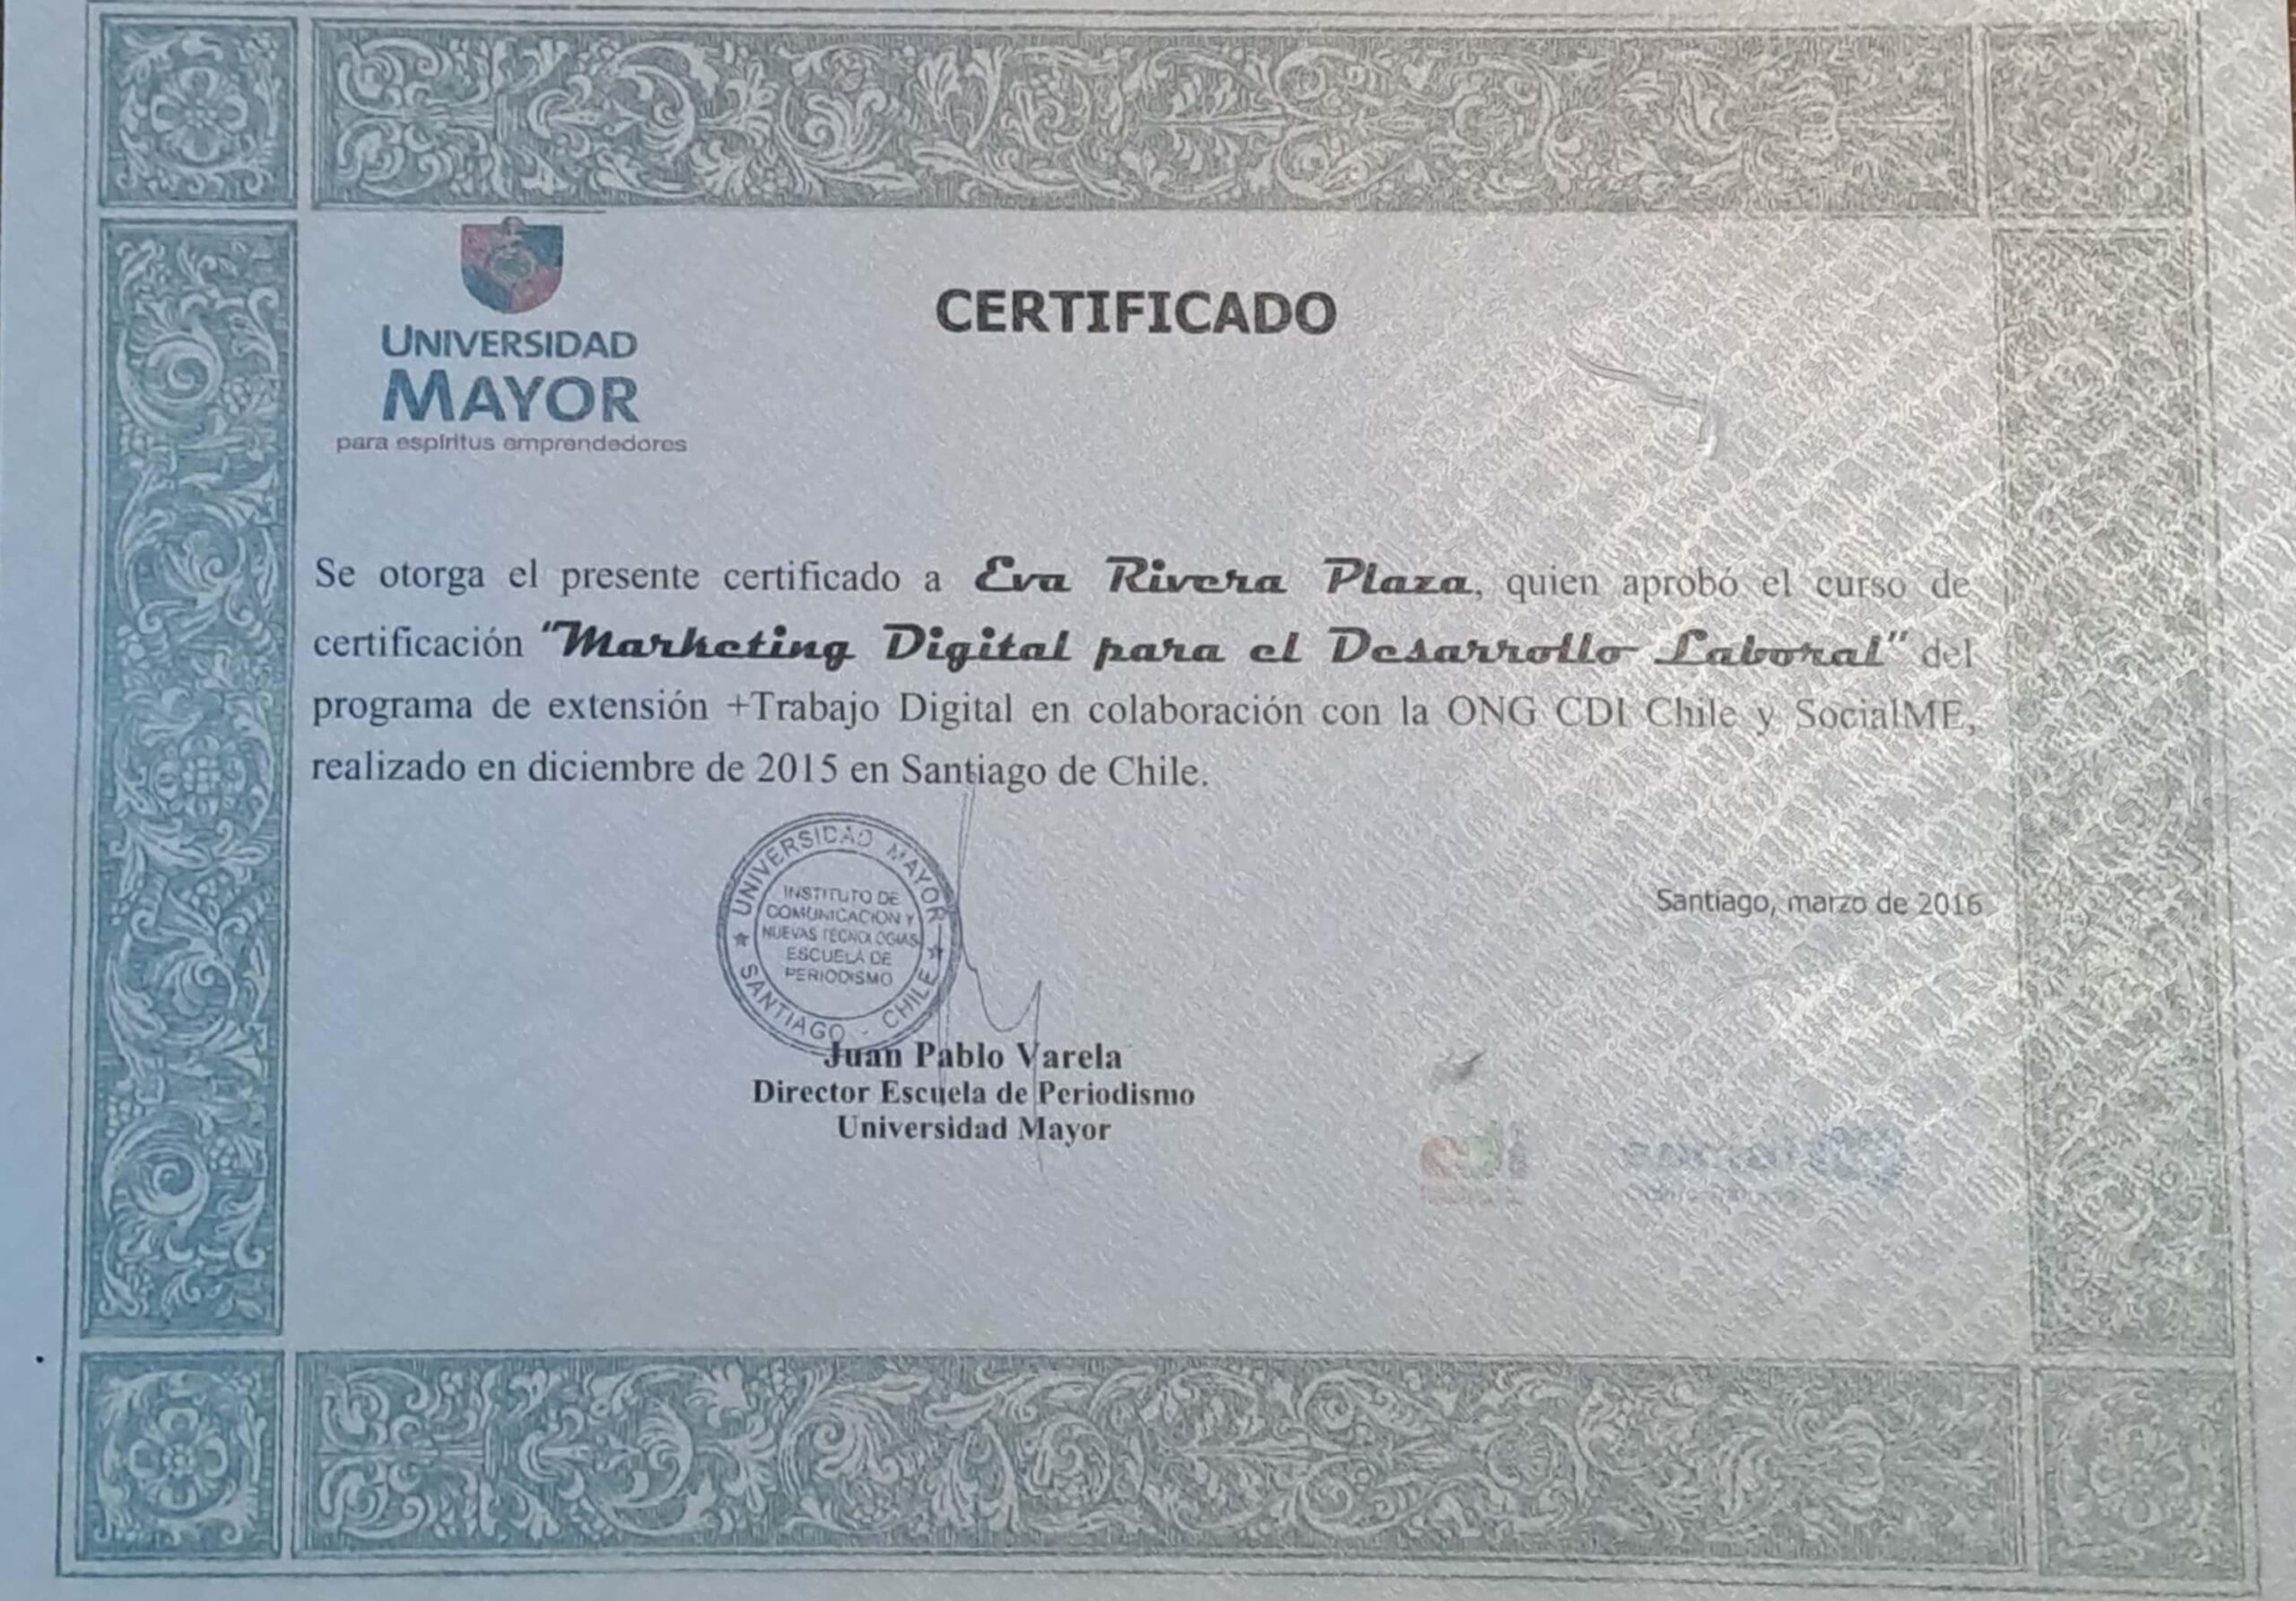 UNIVERSIDAD
MAYOR
para espíritus emprendedores
CERTIFICADO
Se otorga el presente certificado a Eva Rivera Plaza, quien aprobó el curso de
certificación "Marketing Digital para el Desarrollo Laboral" del
programa de extensión +Trabajo Digital en colaboración con la ONG CDI Chile y SocialME,
realizado en diciembre de 2015 en Santiago de Chile.
UNIVERSIDAD MAYOR
INSTITUTO DE
COMUNICACION Y
NUEVAS TECNOLOGIAS
ESCUELA DE
PERIODISMO
SANTIAGO - CHILE
Santiago, marzo de 2016
Juan Pablo Varela
Director Escuela de Periodismo
Universidad Mayor
cdi